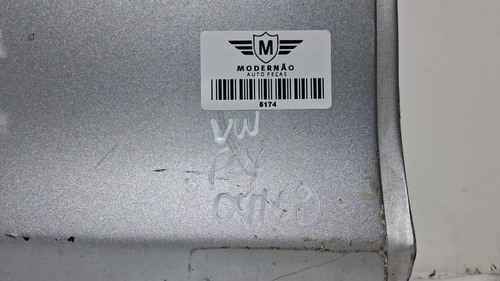 M
MODERNÃO
AUTO PEÇAS
5174
VW
FOX